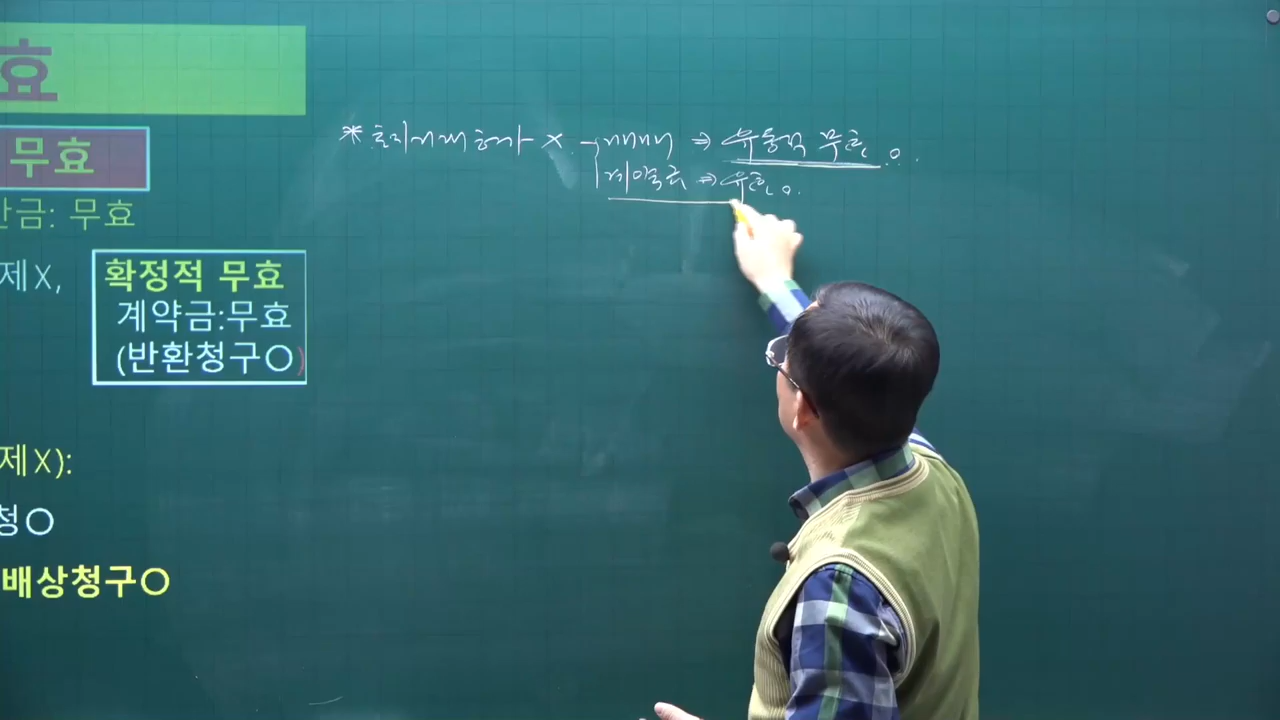 효
무효
금: 무효
제X,
확정적 무효
계약금:무효
(반환청구O)
제X):
청O
배상청구O
* 토지거래허가 X 매매 ⇒ 유동적 무효 O.
계약금 ⇒ 유효 O.